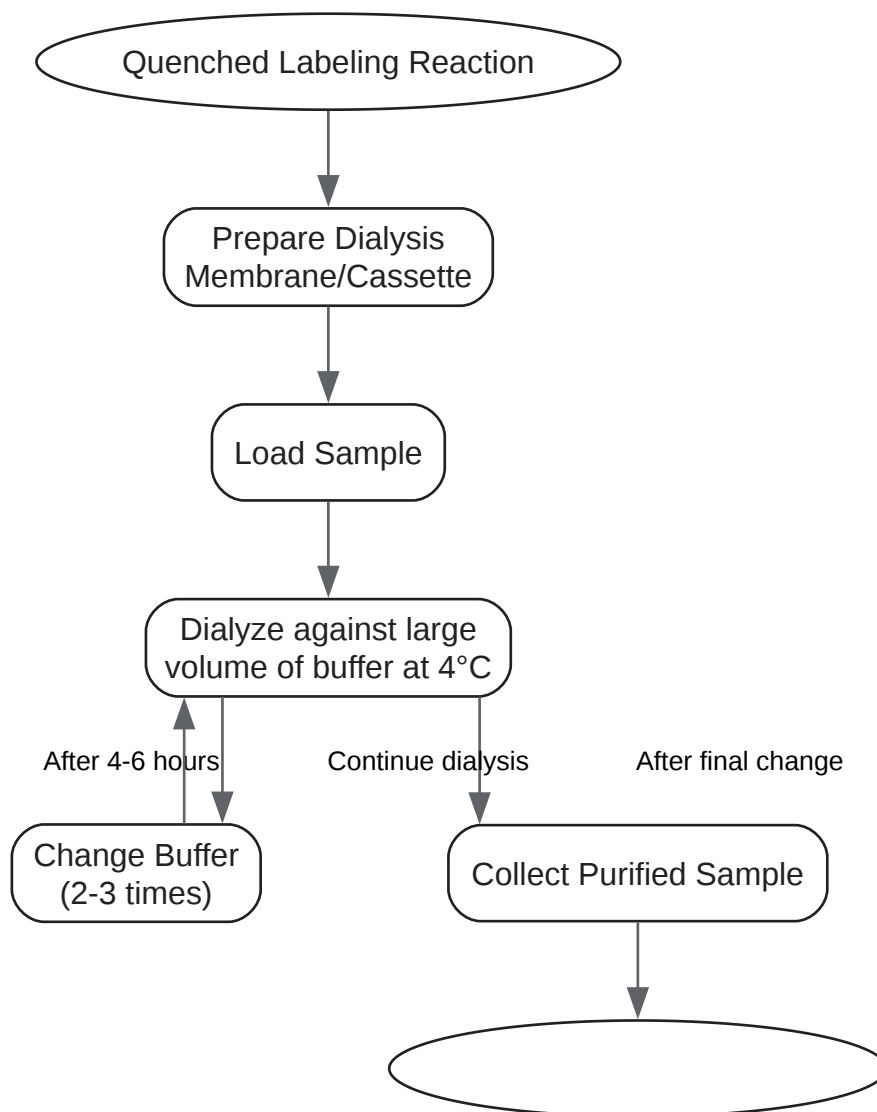 Quenched Labeling Reaction
Prepare Dialysis
Membrane/Cassette
Load Sample
Dialyze against large
volume of buffer at 4°C
After 4-6 hours
Continue dialysis
After final change
Change Buffer
(2-3 times)
Collect Purified Sample